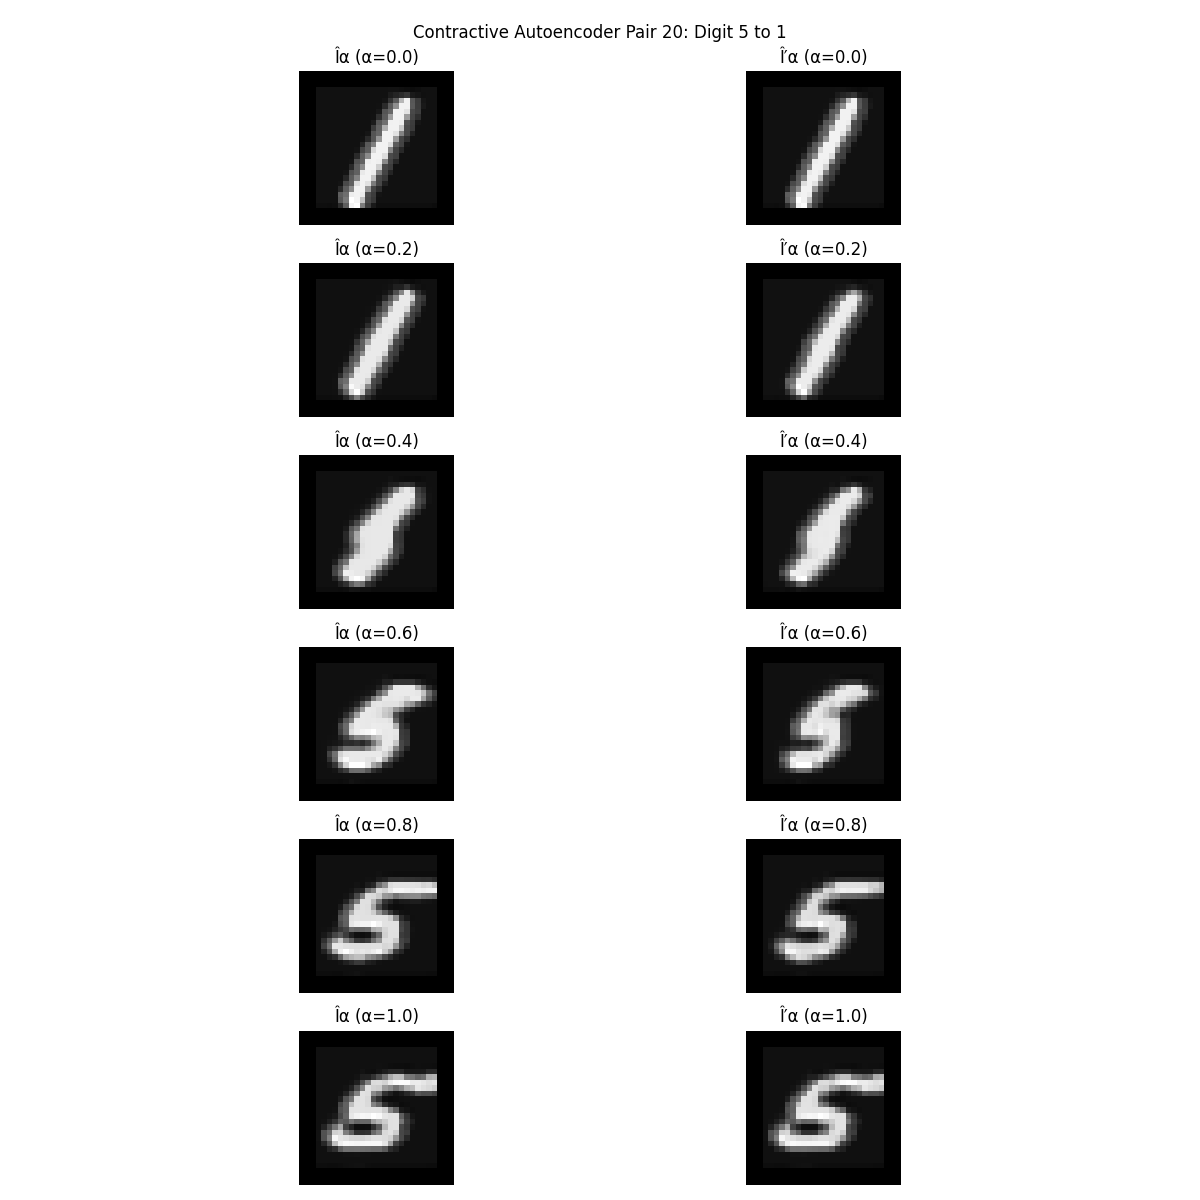 Contractive Autoencoder Pair 20: Digit 5 to 1
Îα (α=0.0) Î′α (α=0.0)
Îα (α=0.2) Î′α (α=0.2)
Îα (α=0.4) Î′α (α=0.4)
Îα (α=0.6) Î′α (α=0.6)
Îα (α=0.8) Î′α (α=0.8)
Îα (α=1.0) Î′α (α=1.0)